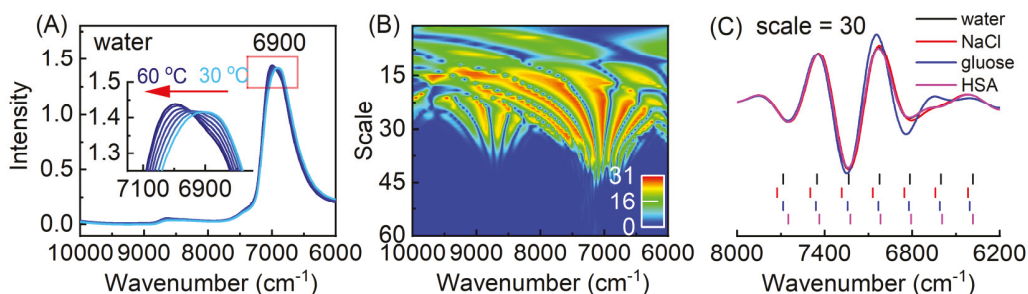 (A)
water
6900
60 °C 30 °C
1.5
1.4
1.3
7100 6900
1.5
1.0
0.5
0.0
Intensity
10000 9000 8000 7000 6000
Wavenumber (cm-1)
(B)
15
30
45
60
Scale
31
16
0
10000 9000 8000 7000 6000
Wavenumber (cm-1)
(C)
scale = 30
water
NaCl
gluose
HSA
8000 7400 6800 6200
Wavenumber (cm-1)